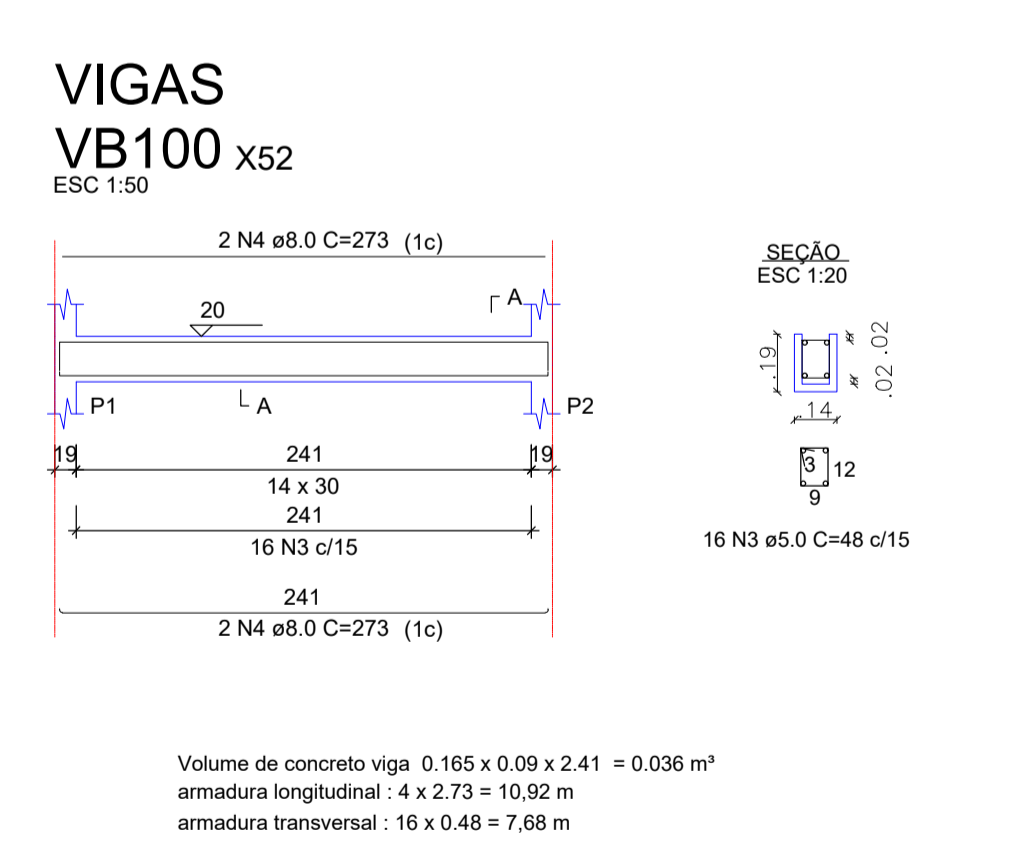 VIGAS
VB100 X52
ESC 1:50
2 N4 ø8.0 C=273 (1c)
SEÇÃO
ESC 1:20
A
20
.19
.02 .02
P1
A
P2
.14
19
241
19
14 x 30
3
12
9
241
16 N3 c/15
16 N3 ø5.0 C=48 c/15
241
2 N4 ø8.0 C=273 (1c)
Volume de concreto viga 0.165 x 0.09 x 2.41 = 0.036 m³
armadura longitudinal : 4 x 2.73 = 10,92 m
armadura transversal : 16 x 0.48 = 7,68 m